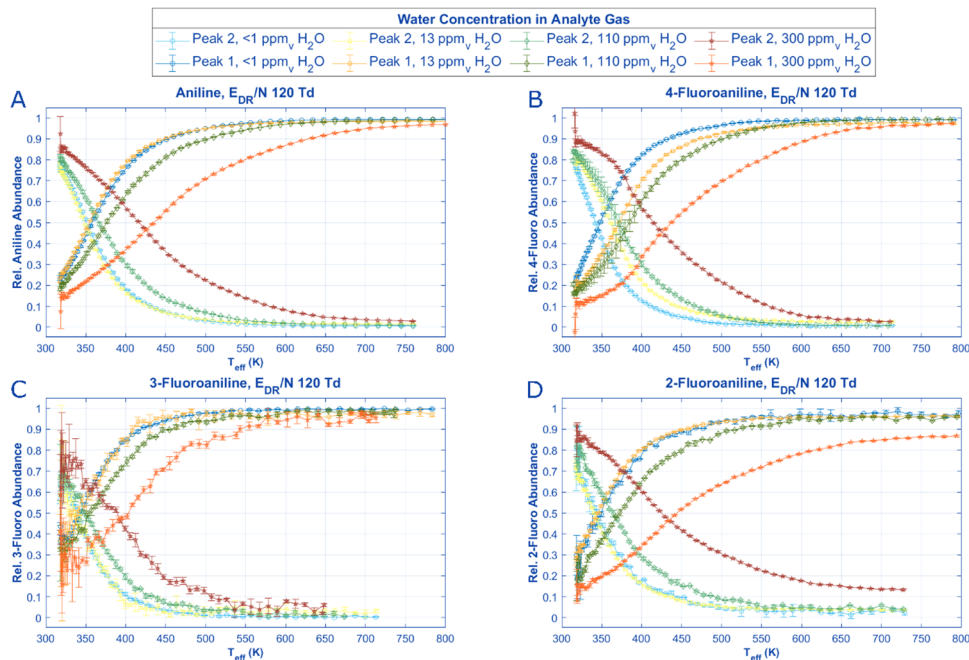 Water Concentration in Analyte Gas
Peak 2, <1 ppmv H2O Peak 2, 13 ppmv H2O Peak 2, 110 ppmv H2O Peak 2, 300 ppmv H2O
Peak 1, <1 ppmv H2O Peak 1, 13 ppmv H2O Peak 1, 110 ppmv H2O Peak 1, 300 ppmv H2O
A
Aniline, EDR/N 120 Td
Rel. Aniline Abundance
1
0.9
0.8
0.7
0.6
0.5
0.4
0.3
0.2
0.1
0
300 350 400 450 500 550 600 650 700 750 800
Teff (K)
B
4-Fluoroaniline, EDR/N 120 Td
Rel. 4-Fluoro Abundance
1
0.9
0.8
0.7
0.6
0.5
0.4
0.3
0.2
0.1
0
300 350 400 450 500 550 600 650 700 750 800
Teff (K)
C
3-Fluoroaniline, EDR/N 120 Td
Rel. 3-Fluoro Abundance
1
0.9
0.8
0.7
0.6
0.5
0.4
0.3
0.2
0.1
0
300 350 400 450 500 550 600 650 700 750 800
Teff (K)
D
2-Fluoroaniline, EDR/N 120 Td
Rel. 2-Fluoro Abundance
1
0.9
0.8
0.7
0.6
0.5
0.4
0.3
0.2
0.1
0
300 350 400 450 500 550 600 650 700 750 800
Teff (K)